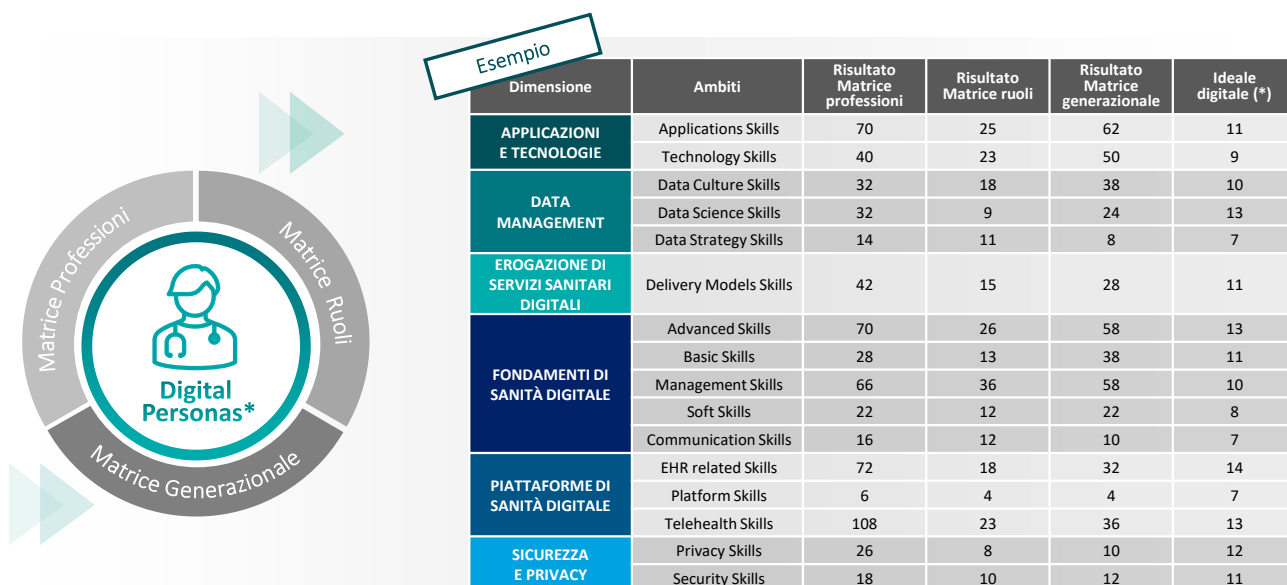 Esempio
Matrice Professioni
Matrice Ruoli
Matrice Generazionale
Digital
Personas*
Dimensione Ambiti Risultato Matrice professioni Risultato Matrice ruoli Risultato Matrice generazionale Ideale digitale (*)
APPLICAZIONI E TECNOLOGIE
Applications Skills 70 25 62 11
Technology Skills 40 23 50 9
DATA MANAGEMENT
Data Culture Skills 32 18 38 10
Data Science Skills 32 9 24 13
Data Strategy Skills 14 11 8 7
EROGAZIONE DI SERVIZI SANITARI DIGITALI
Delivery Models Skills 42 15 28 11
FONDAMENTI DI SANITÀ DIGITALE
Advanced Skills 70 26 58 13
Basic Skills 28 13 38 11
Management Skills 66 36 58 10
Soft Skills 22 12 22 8
Communication Skills 16 12 10 7
PIATTAFORME DI SANITÀ DIGITALE
EHR related Skills 72 18 32 14
Platform Skills 6 4 4 7
Telehealth Skills 108 23 36 13
SICUREZZA E PRIVACY
Privacy Skills 26 8 10 12
Security Skills 18 10 12 11